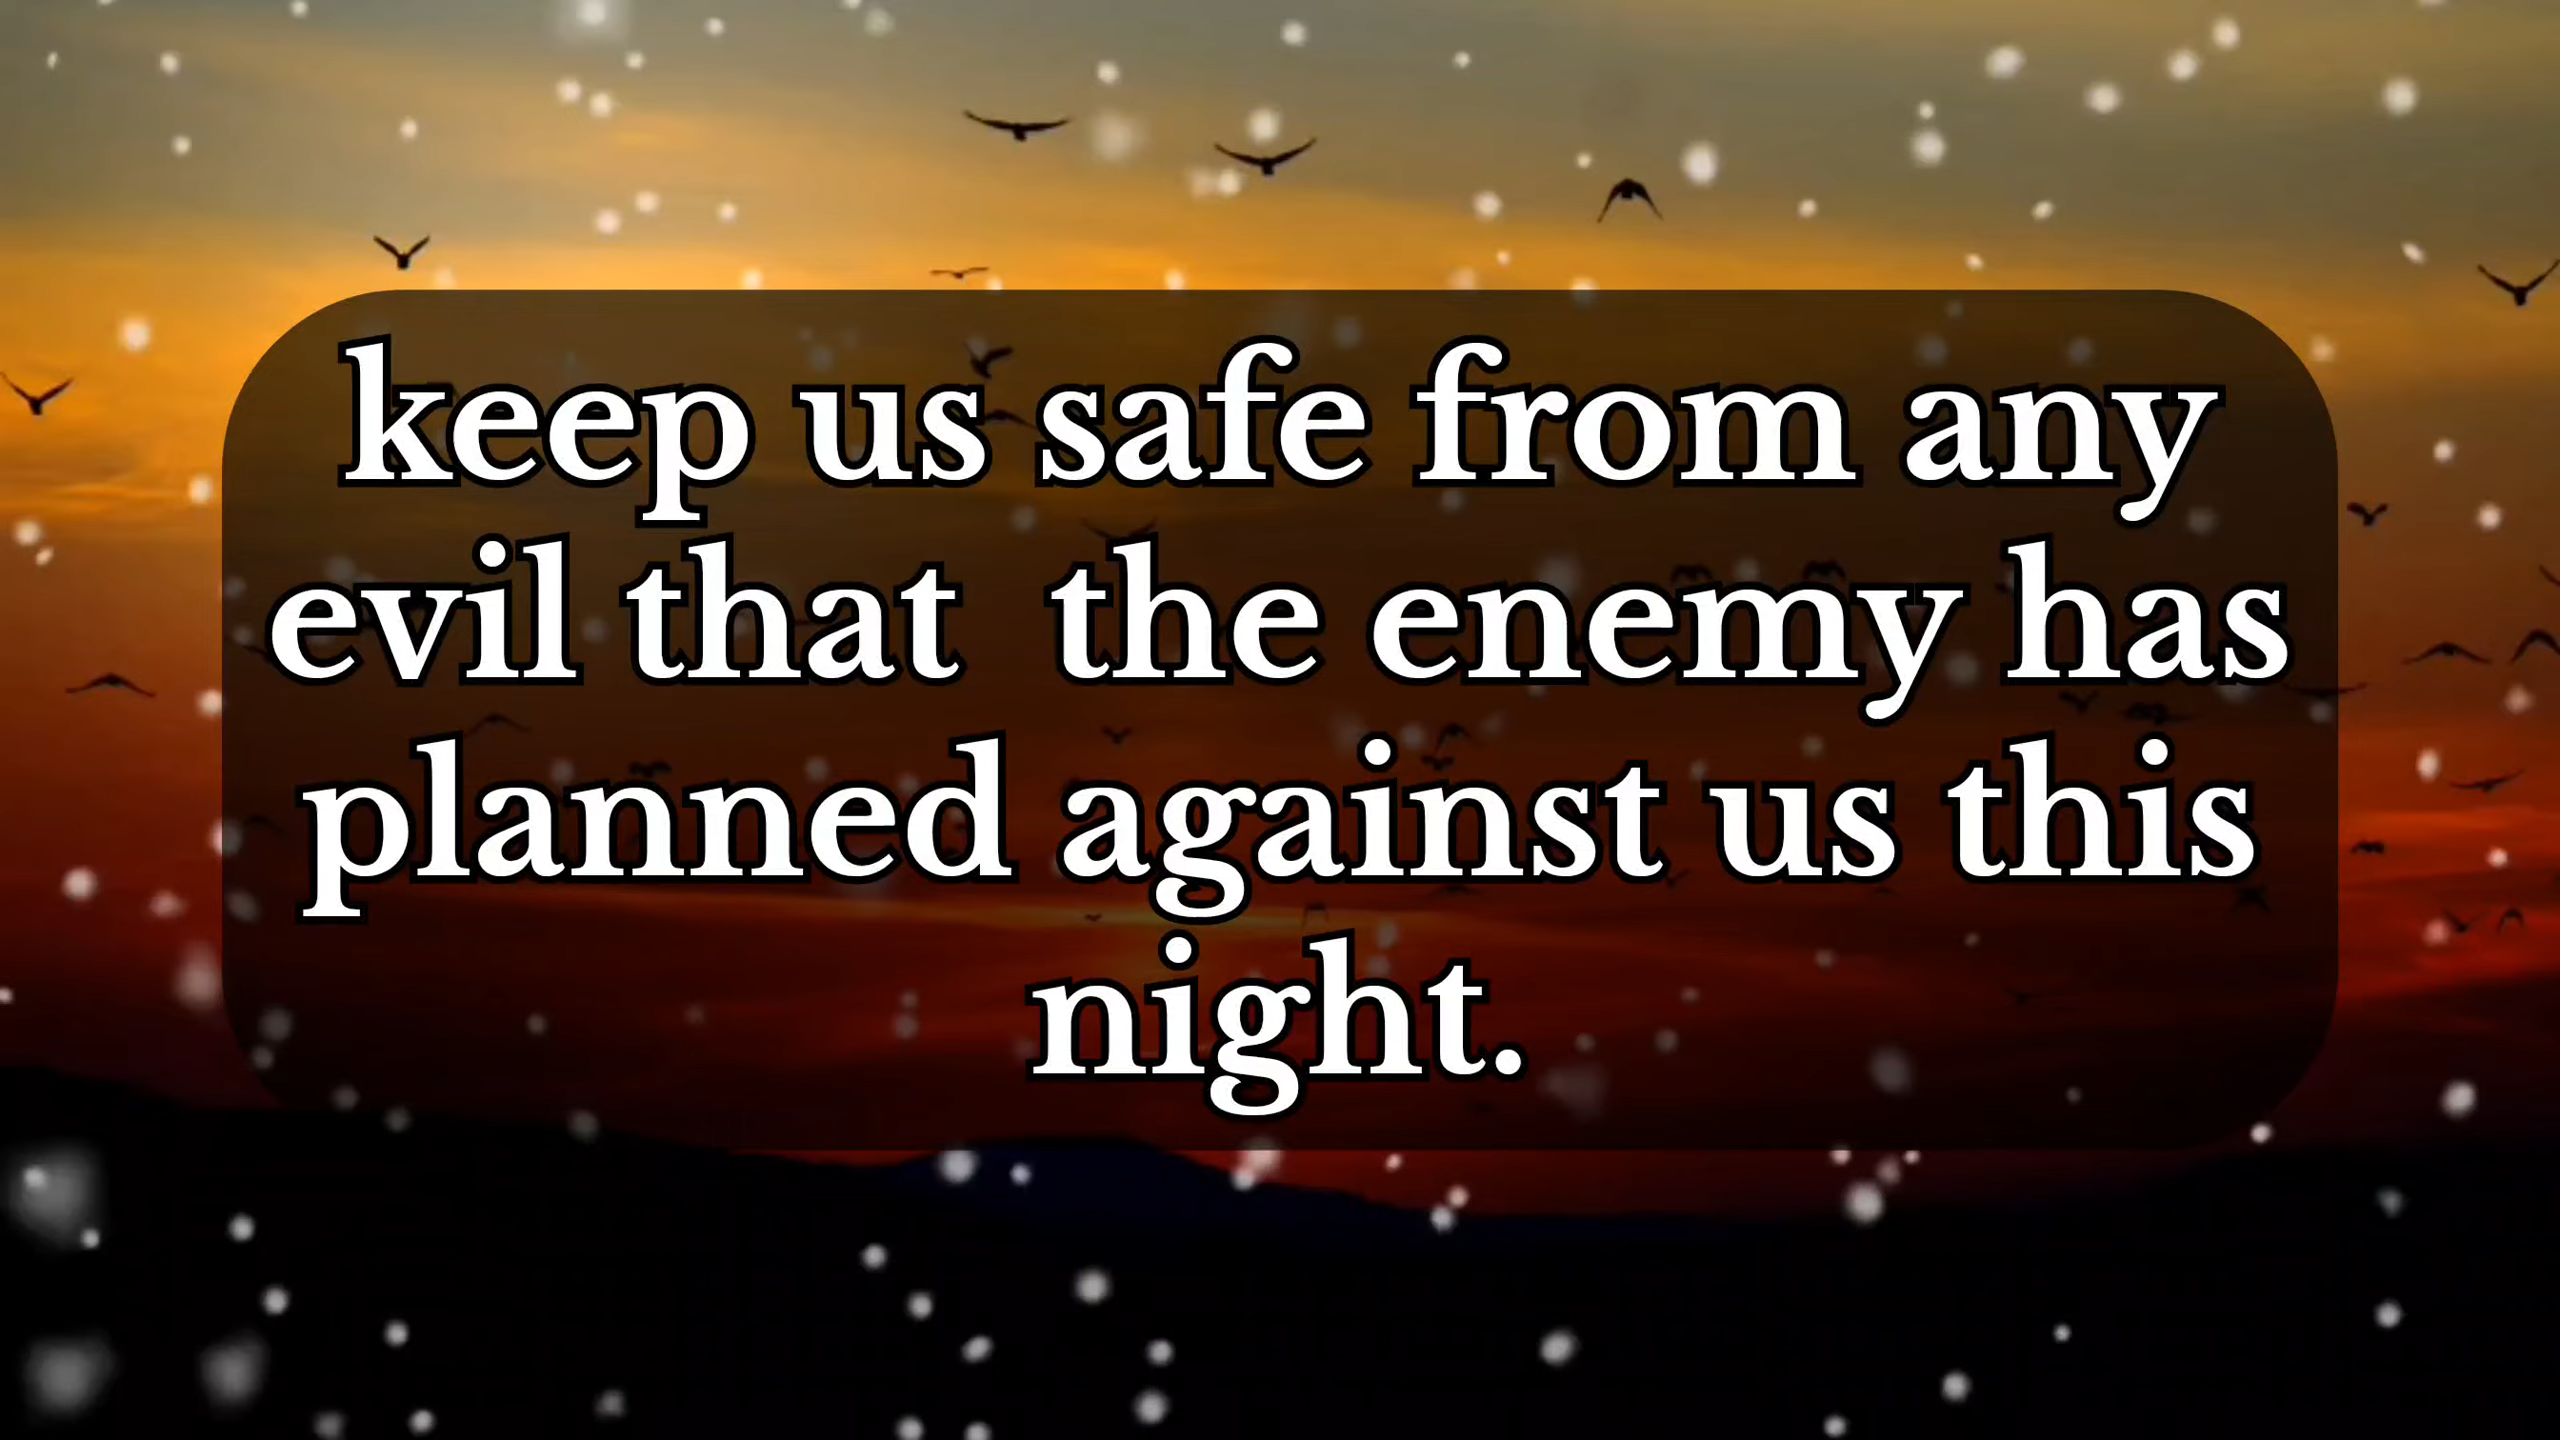 keep us safe from any
evil that  the enemy has
planned against us this
night.